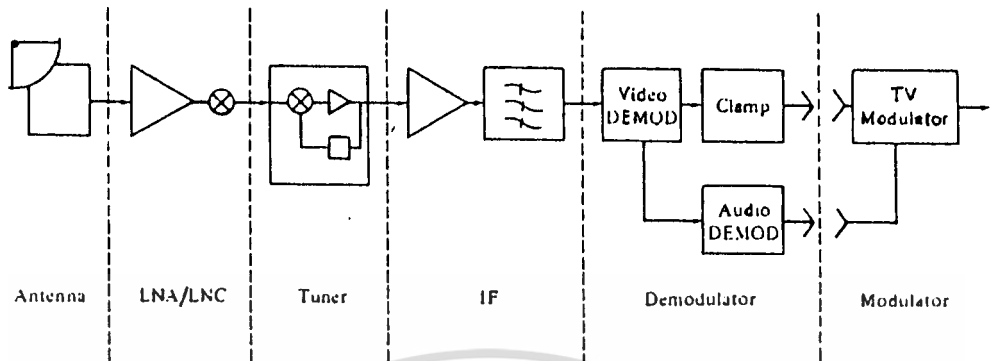 Video
DEMOD
Clamp
TV
Modulator
Audio
DEMOD
Antenna
LNA/LNC
Tuner
IF
Demodulator
Modulator